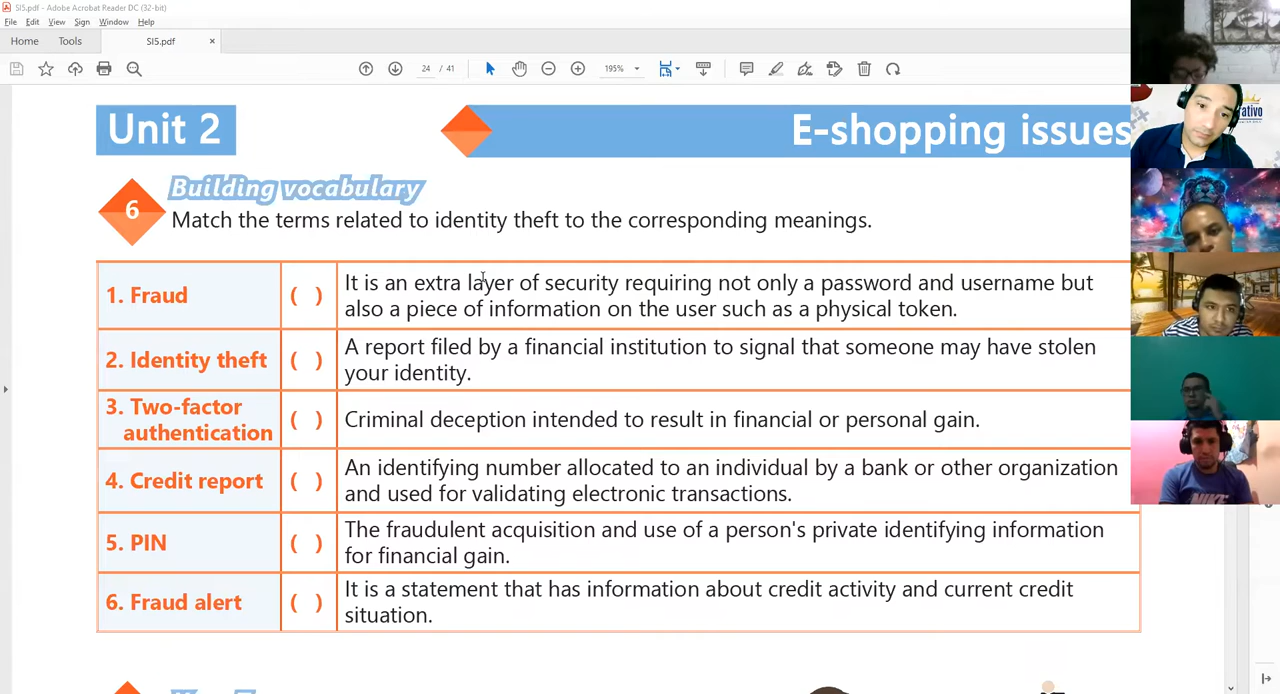 SI5.pdf - Adobe Acrobat Reader DC (32-bit)
File Edit View Sign Window Help
Home Tools SI5.pdf ×
24 / 41 195%
Unit 2 E-shopping issues
Building vocabulary
6
Match the terms related to identity theft to the corresponding meanings.
1. Fraud ( ) It is an extra layer of security requiring not only a password and username but
also a piece of information on the user such as a physical token.
2. Identity theft ( ) A report filed by a financial institution to signal that someone may have stolen
your identity.
3. Two-factor
authentication ( ) Criminal deception intended to result in financial or personal gain.
4. Credit report ( ) An identifying number allocated to an individual by a bank or other organization
and used for validating electronic transactions.
5. PIN ( ) The fraudulent acquisition and use of a person's private identifying information
for financial gain.
6. Fraud alert ( ) It is a statement that has information about credit activity and current credit
situation.
ativo
NIKE